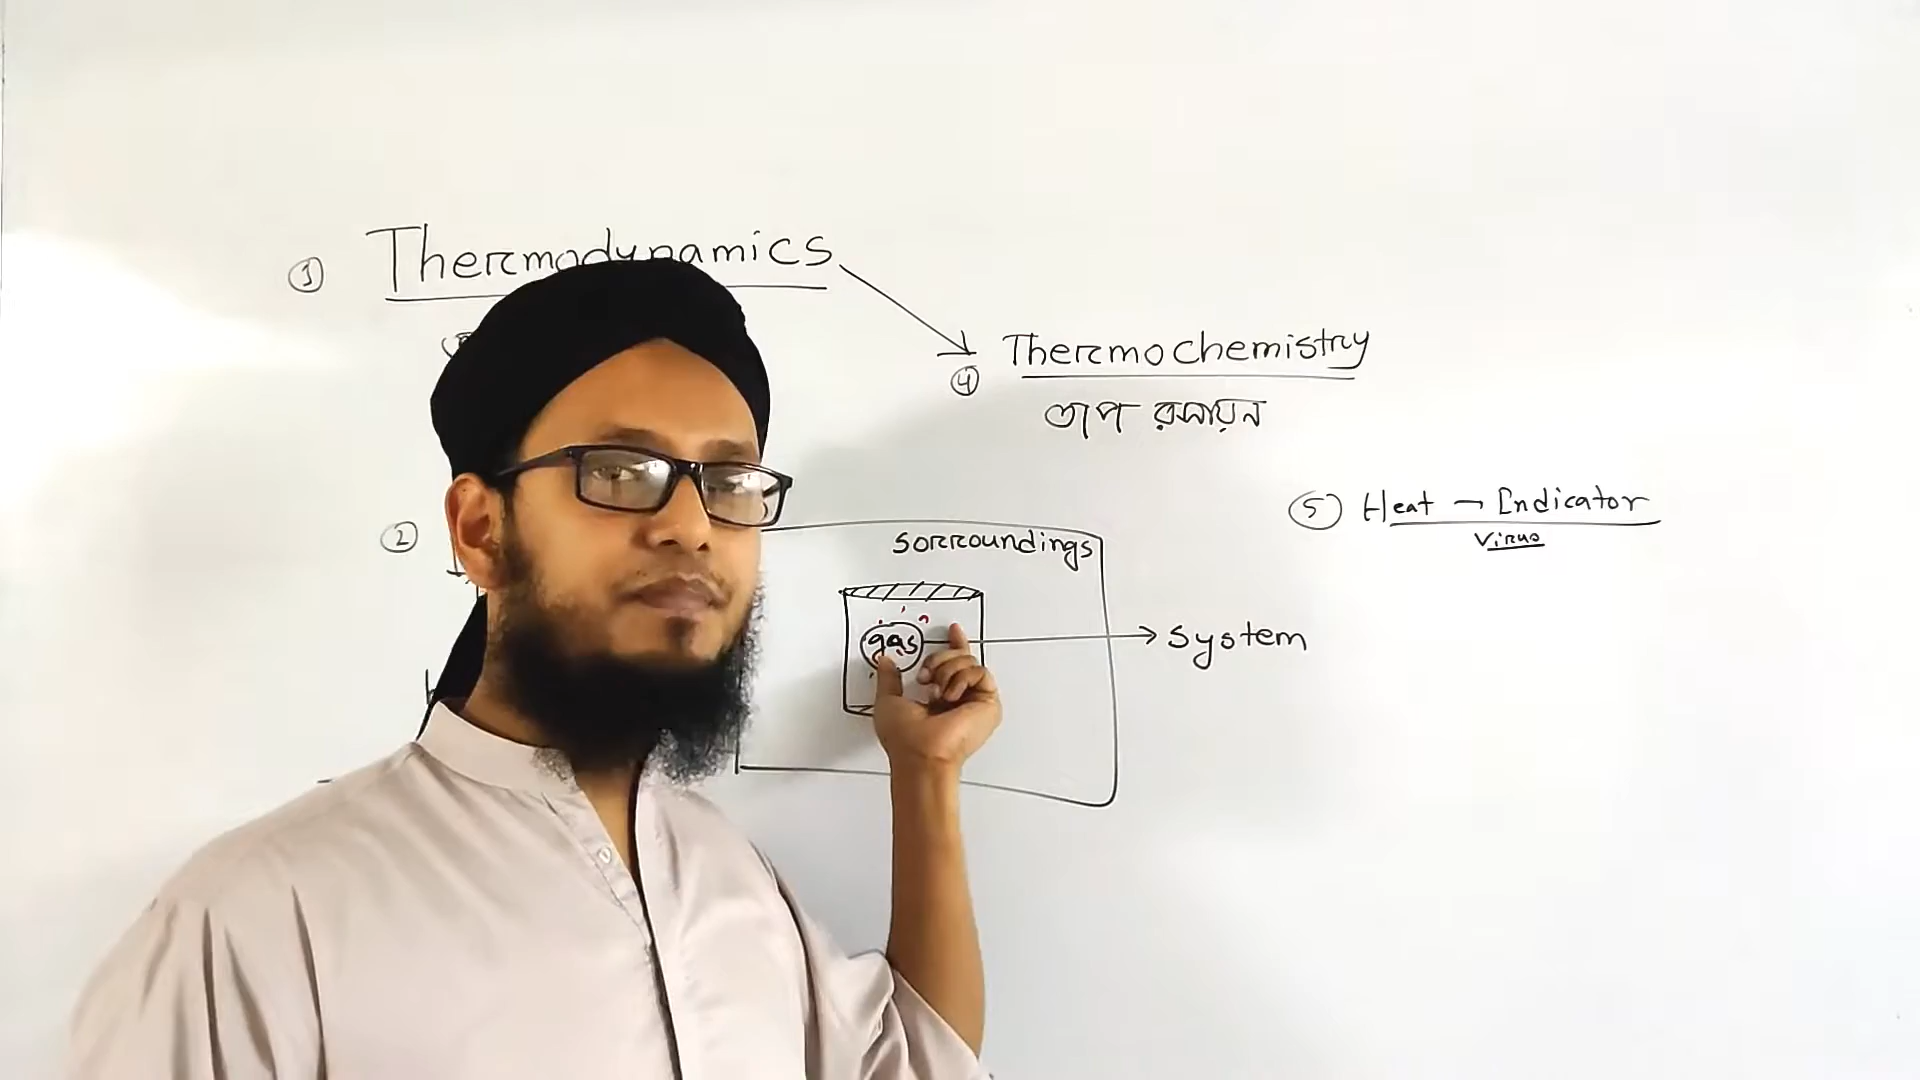 ① Thermodynamics
④ Thermochemistry
তাপ রসায়ন
⑤ Heat → Indicator
Virus
②
Sorroundings
gas → System